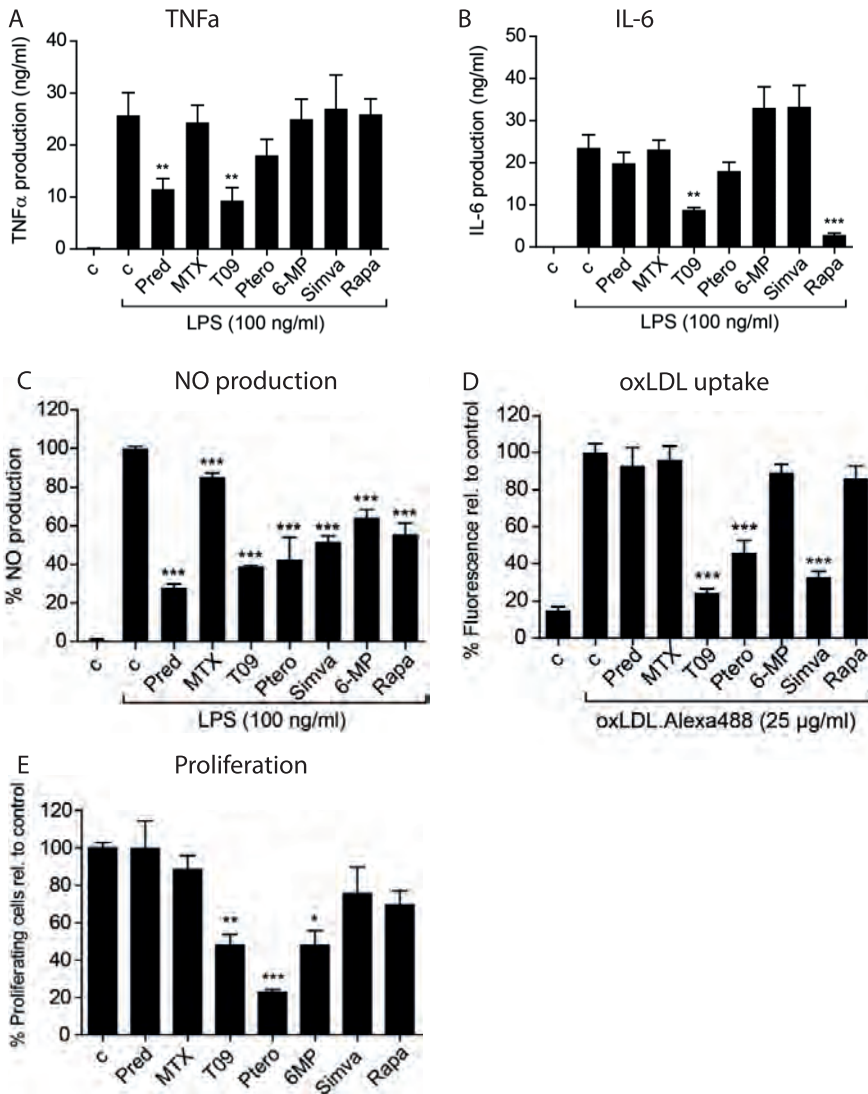 A TNFa
TNFα production (ng/ml)
40
30
20
10
0
** **
c c Pred MTX T09 Ptero 6-MP Simva Rapa
LPS (100 ng/ml)
B IL-6
IL-6 production (ng/ml)
50
40
30
20
10
0
** ***
c c Pred MTX T09 Ptero 6-MP Simva Rapa
LPS (100 ng/ml)
C NO production
% NO production
120
100
80
60
40
20
0
*** *** *** *** *** *** ***
c c Pred MTX T09 Ptero Simva 6-MP Rapa
LPS (100 ng/ml)
D oxLDL uptake
% Fluorescence rel. to control
120
100
80
60
40
20
0
*** *** ***
c c Pred MTX T09 Ptero 6-MP Simva Rapa
oxLDL.Alexa488 (25 µg/ml)
E Proliferation
% Proliferating cells rel. to control
120
100
80
60
40
20
0
** *** *
c Pred MTX T09 Ptero 6MP Simva Rapa